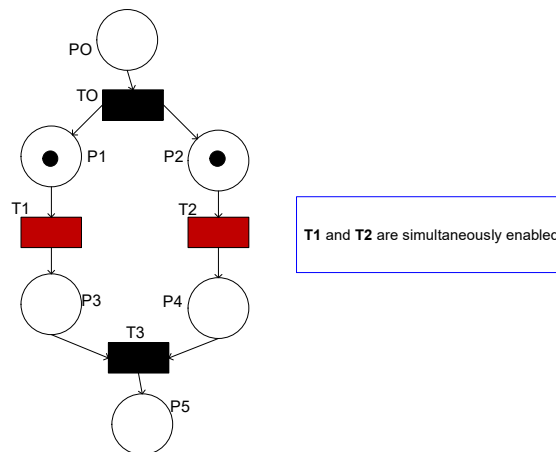 PO
TO
P1
P2
T1
T2
T1 and T2 are simultaneously enabled
P3
P4
T3
P5